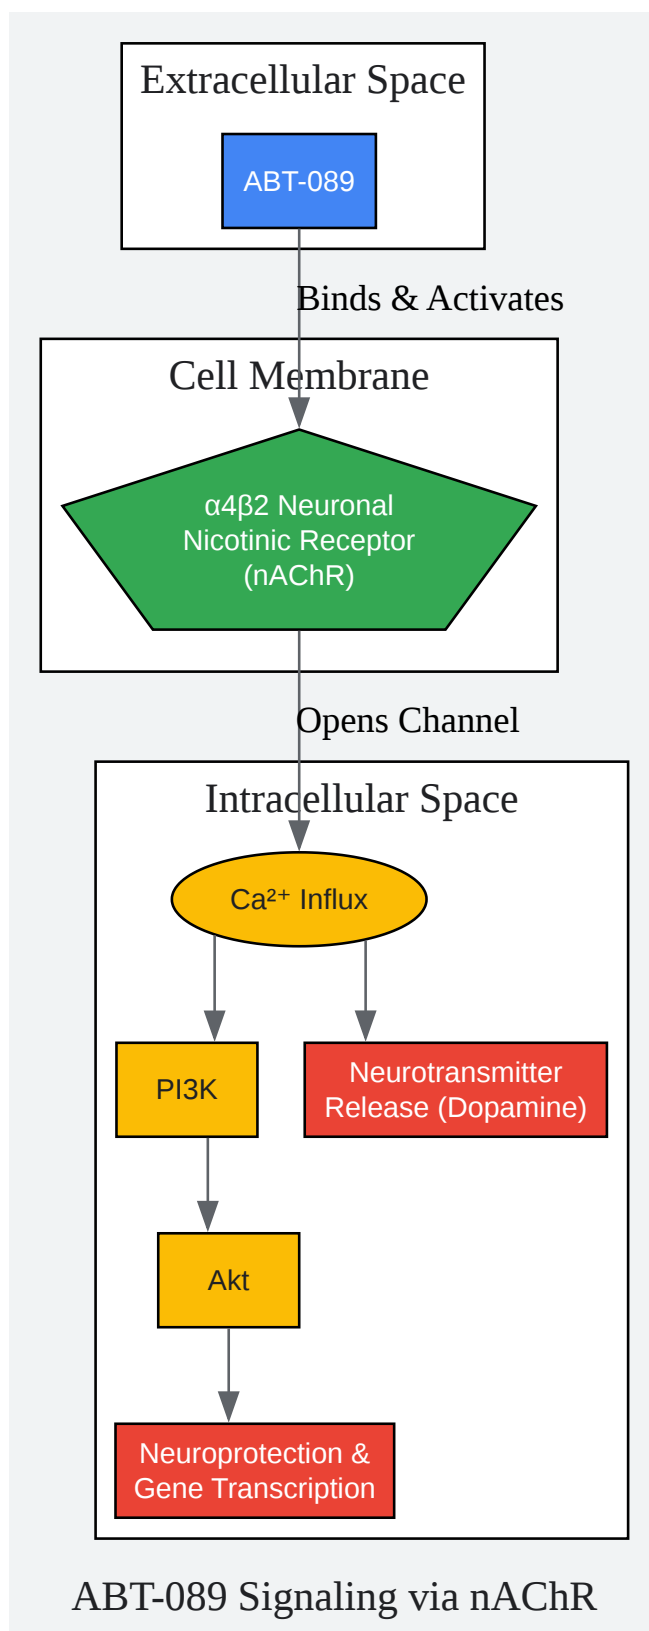 Extracellular Space
ABT-089
Binds & Activates
Cell Membrane
α4β2 Neuronal
Nicotinic Receptor
(nAChR)
Opens Channel
Intracellular Space
Ca²⁺ Influx
PI3K
Neurotransmitter
Release (Dopamine)
Akt
Neuroprotection &
Gene Transcription
ABT-089 Signaling via nAChR